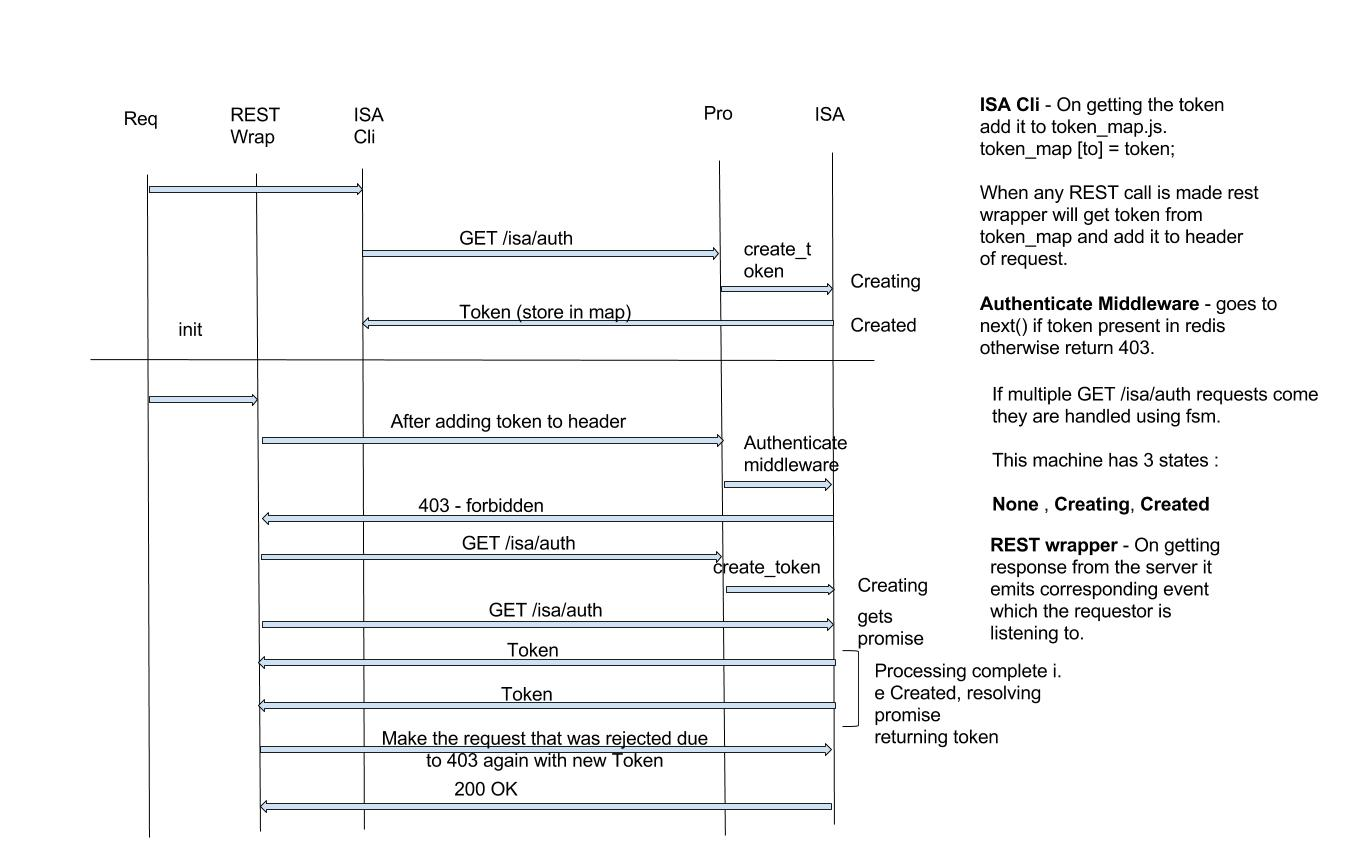 Req
REST
Wrap
ISA
Cli
Pro
ISA
GET /isa/auth
create_t
oken
Creating
Token (store in map)
Created
init
After adding token to header
Authenticate
middleware
403 - forbidden
GET /isa/auth
create_token
Creating
GET /isa/auth
gets
promise
Token
Token
Processing complete i.
e Created, resolving
promise
returning token
Make the request that was rejected due
to 403 again with new Token
200 OK
ISA Cli - On getting the token
add it to token_map.js.
token_map [to] = token;
When any REST call is made rest
wrapper will get token from
token_map and add it to header
of request.
Authenticate Middleware - goes to
next() if token present in redis
otherwise return 403.
If multiple GET /isa/auth requests come
they are handled using fsm.
This machine has 3 states :
None , Creating, Created
REST wrapper - On getting
response from the server it
emits corresponding event
which the requestor is
listening to.